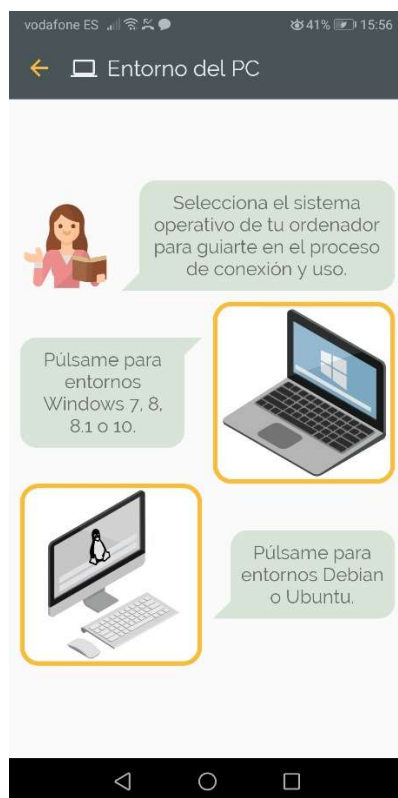 vodafone ES 41% 15:56
Entorno del PC
Selecciona el sistema
operativo de tu ordenador
para guiarte en el proceso
de conexión y uso.
Púlsame para
entornos
Windows 7, 8,
8.1 o 10.
Púlsame para
entornos Debian
o Ubuntu.